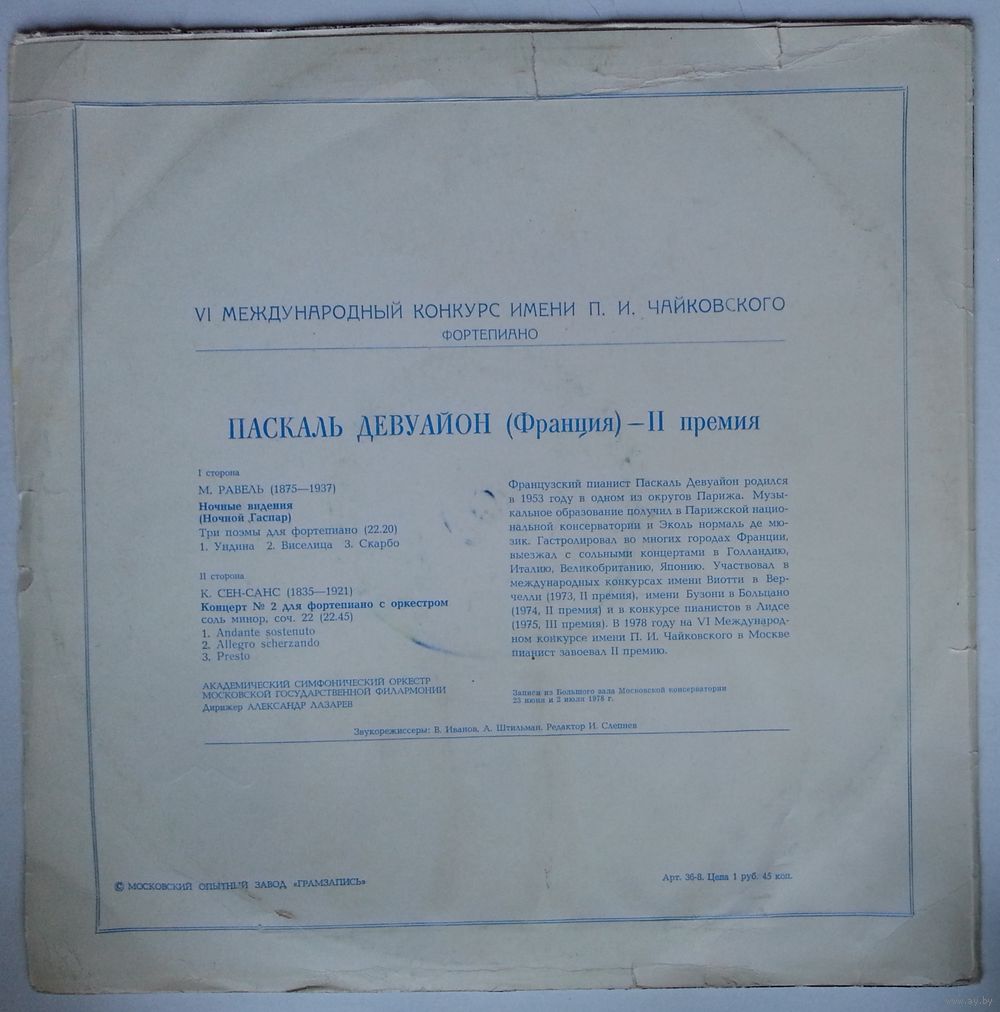 VI МЕЖДУНАРОДНЫЙ КОНКУРС ИМЕНИ П. И. ЧАЙКОВСКОГО
ФОРТЕПИАНО
ПАСКАЛЬ ДЕВУАЙОН (Франция) — II премия
I сторона
М. РАВЕЛЬ (1875—1937)
Ночные видения
(Ночной Гаспар)
Три поэмы для фортепиано (22.20)
1. Ундина 2. Виселица 3. Скарбо
II сторона
К. СЕН-САНС (1835—1921)
Концерт № 2 для фортепиано с оркестром
соль минор, соч. 22 (22.45)
1. Andante sostenuto
2. Allegro scherzando
3. Presto
АКАДЕМИЧЕСКИЙ СИМФОНИЧЕСКИЙ ОРКЕСТР
МОСКОВСКОЙ ГОСУДАРСТВЕННОЙ ФИЛАРМОНИИ
Дирижер АЛЕКСАНДР ЛАЗАРЕВ
Французский пианист Паскаль Девуайон родился
в 1953 году в одном из округов Парижа. Музы-
кальное образование получил в Парижской нацио-
нальной консерватории и Эколь нормаль де мю-
зик. Гастролировал во многих городах Франции,
выезжал с сольными концертами в Голландию,
Италию, Великобританию, Японию. Участвовал в
международных конкурсах имени Виотти в Вер-
челли (1973, II премия), имени Бузони в Больцано
(1974, II премия) и в конкурсе пианистов в Лидсе
(1975, III премия). В 1978 году на VI Международ-
ном конкурсе имени П. И. Чайковского в Москве
пианист завоевал II премию.
Записи из Большого зала Московской консерватории
23 июня и 2 июля 1978 г.
Звукорежиссеры: В. Иванов, А. Штильман. Редактор И. Слепнев
© МОСКОВСКИЙ ОПЫТНЫЙ ЗАВОД «ГРАМЗАПИСЬ»
Арт. 36-8. Цена 1 руб. 45 коп.
www.ay.by